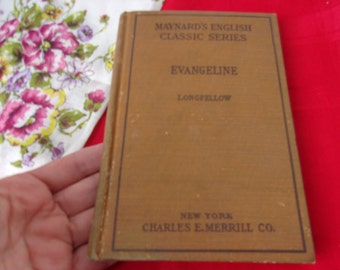 MAYNARD'S ENGLISH
CLASSIC SERIES
EVANGELINE
LONGFELLOW
NEW YORK
CHARLES E. MERRILL CO.